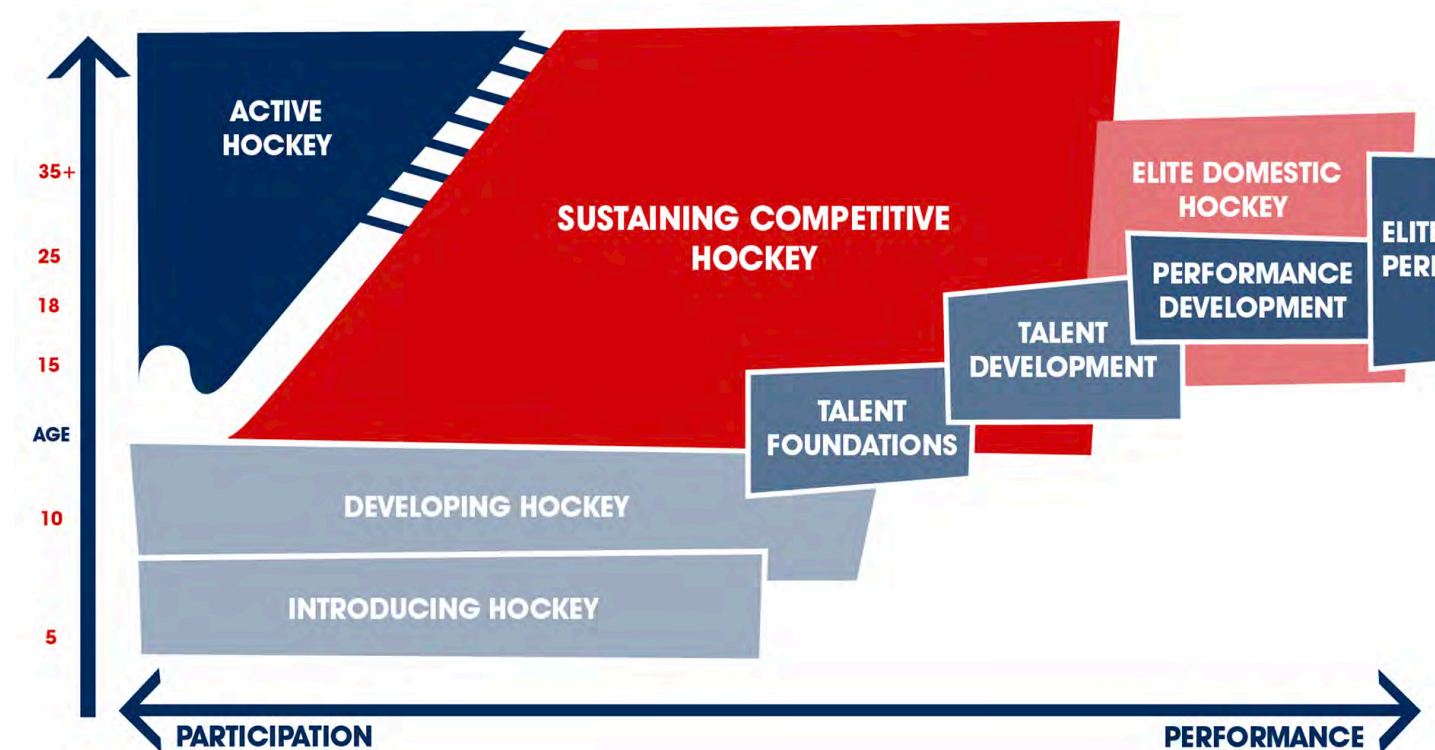 ACTIVE
HOCKEY
35+
25
18
15
AGE
10
5
SUSTAINING COMPETITIVE
HOCKEY
ELITE DOMESTIC
HOCKEY
PERFORMANCE
DEVELOPMENT
TALENT
DEVELOPMENT
TALENT
FOUNDATIONS
DEVELOPING HOCKEY
INTRODUCING HOCKEY
PARTICIPATION
PERFORMANCE